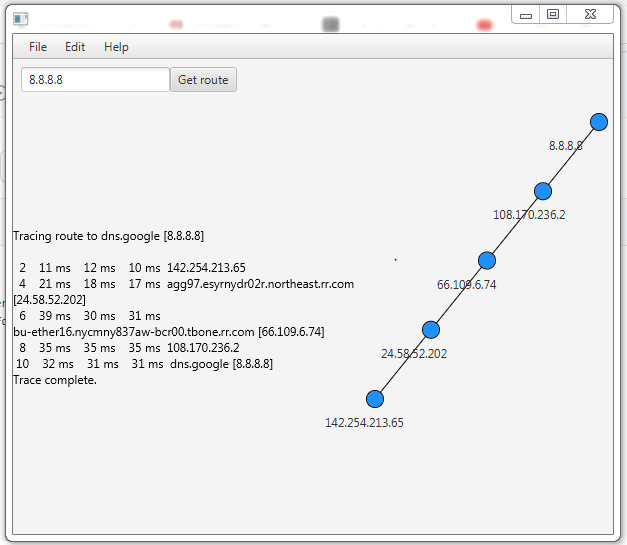 File Edit Help
8.8.8.8 Get route
8.8.8.8
108.170.236.2
66.109.6.74
24.58.52.202
142.254.213.65
Tracing route to dns.google [8.8.8.8]
2 11 ms 12 ms 10 ms 142.254.213.65
4 21 ms 18 ms 17 ms agg97.esyrnydr02r.northeast.rr.com
[24.58.52.202]
6 39 ms 30 ms 31 ms
bu-ether16.nycmny837aw-bcr00.tbone.rr.com [66.109.6.74]
8 35 ms 35 ms 35 ms 108.170.236.2
10 32 ms 31 ms 31 ms dns.google [8.8.8.8]
Trace complete.